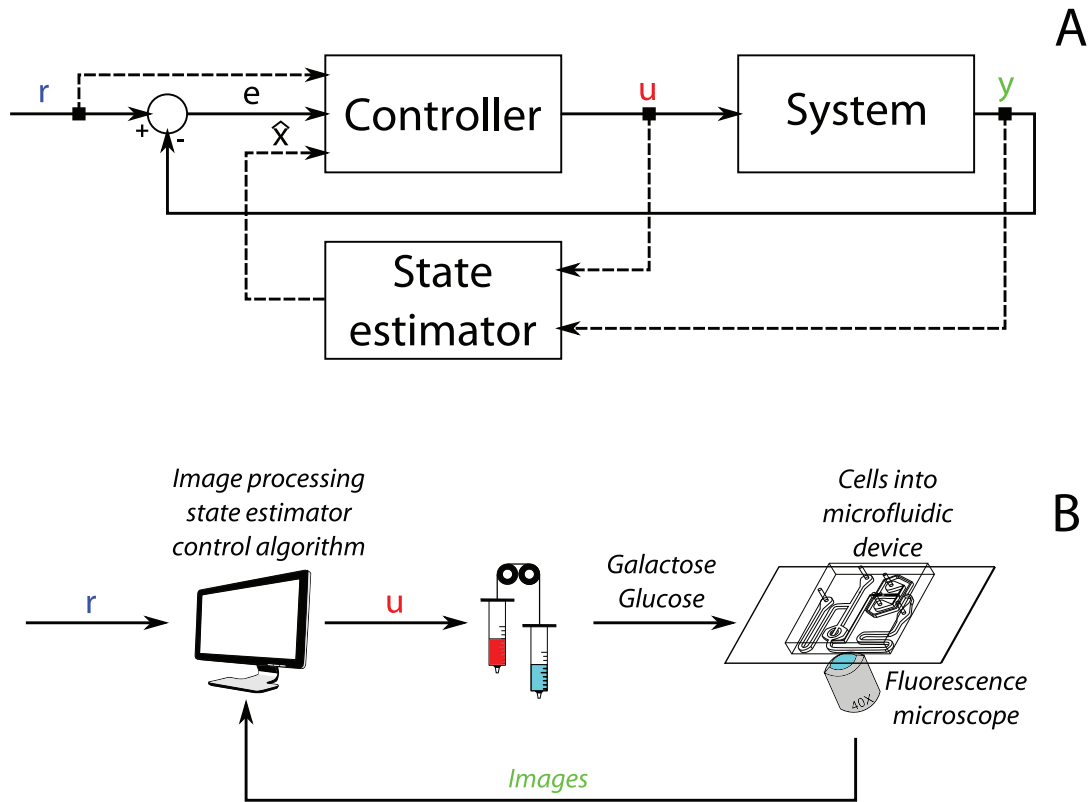 A
r
e
+
-
x̂
Controller
u
System
y
State
estimator
B
Image processing
state estimator
control algorithm
r
u
Galactose
Glucose
Cells into
microfluidic
device
40X
Fluorescence
microscope
Images